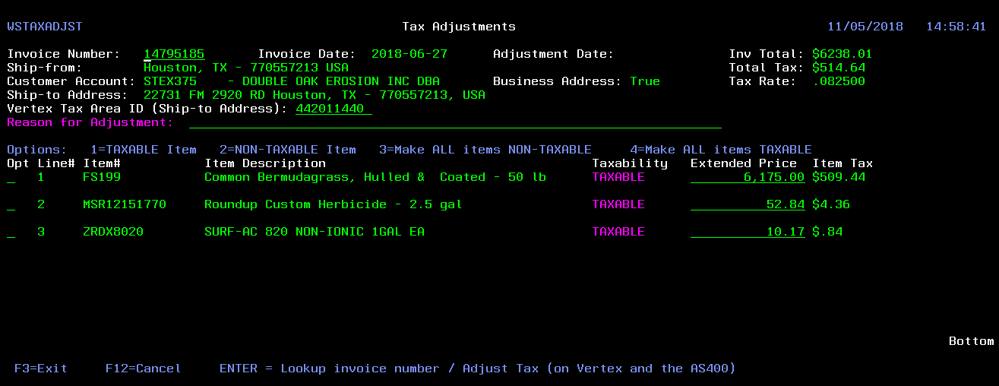 WSTAXADJST Tax Adjustments 11/05/2018 14:58:41
Invoice Number: 14795185 Invoice Date: 2018-06-27 Adjustment Date: Inv Total: $6238.01
Ship-from: Houston, TX - 770557213 USA Total Tax: $514.64
Customer Account: STEX375 - DOUBLE OAK EROSION INC DBA Business Address: True Tax Rate: .082500
Ship-to Address: 22731 FM 2920 RD Houston, TX - 770557213, USA
Vertex Tax Area ID (Ship-to Address): 442011440
Reason for Adjustment:
Options: 1=TAXABLE Item 2=NON-TAXABLE Item 3=Make ALL items NON-TAXABLE 4=Make ALL items TAXABLE
Opt Line# Item# Item Description Taxability Extended Price Item Tax
1 FS199 Common Bermudagrass, Hulled & Coated - 50 lb TAXABLE 6,175.00 $509.44
2 MSR12151770 Roundup Custom Herbicide - 2.5 gal TAXABLE 52.84 $4.36
3 ZRDX8020 SURF-AC 820 NON-IONIC 1GAL EA TAXABLE 10.17 $.84
Bottom
F3=Exit F12=Cancel ENTER = Lookup invoice number / Adjust Tax (on Vertex and the AS400)